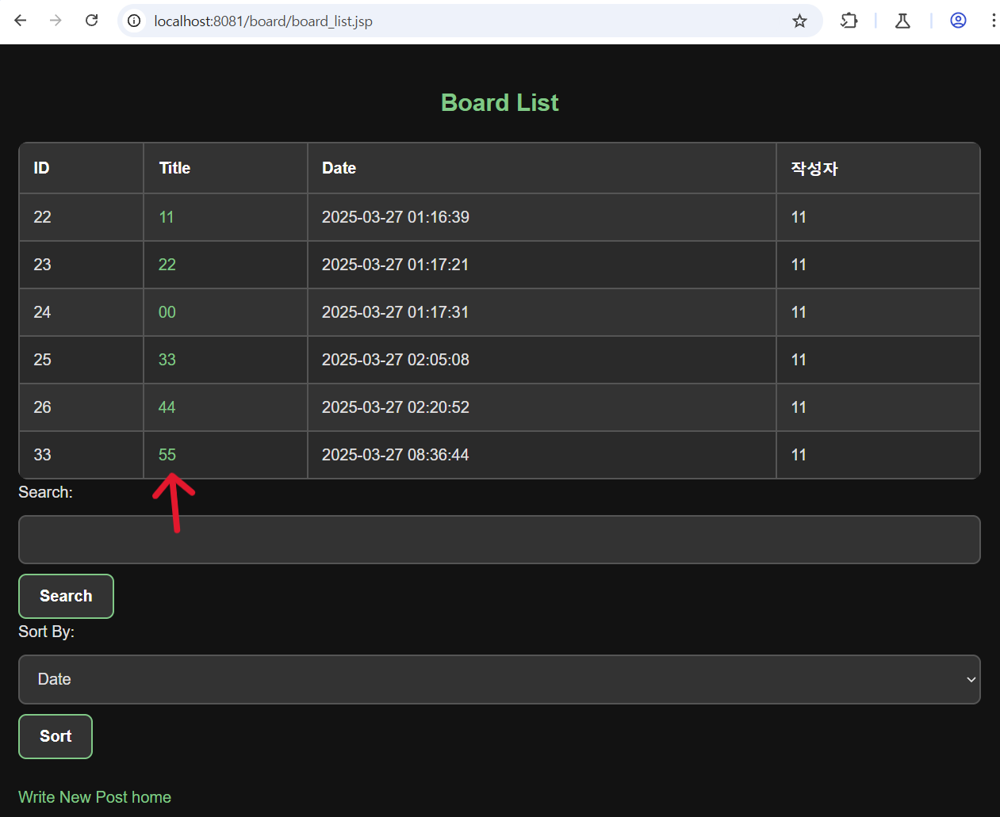 localhost:8081/board/board_list.jsp
Board List
ID Title Date 작성자
22 11 2025-03-27 01:16:39 11
23 22 2025-03-27 01:17:21 11
24 00 2025-03-27 01:17:31 11
25 33 2025-03-27 02:05:08 11
26 44 2025-03-27 02:20:52 11
33 55 2025-03-27 08:36:44 11
Search:
Search
Sort By:
Date
Sort
Write New Post home